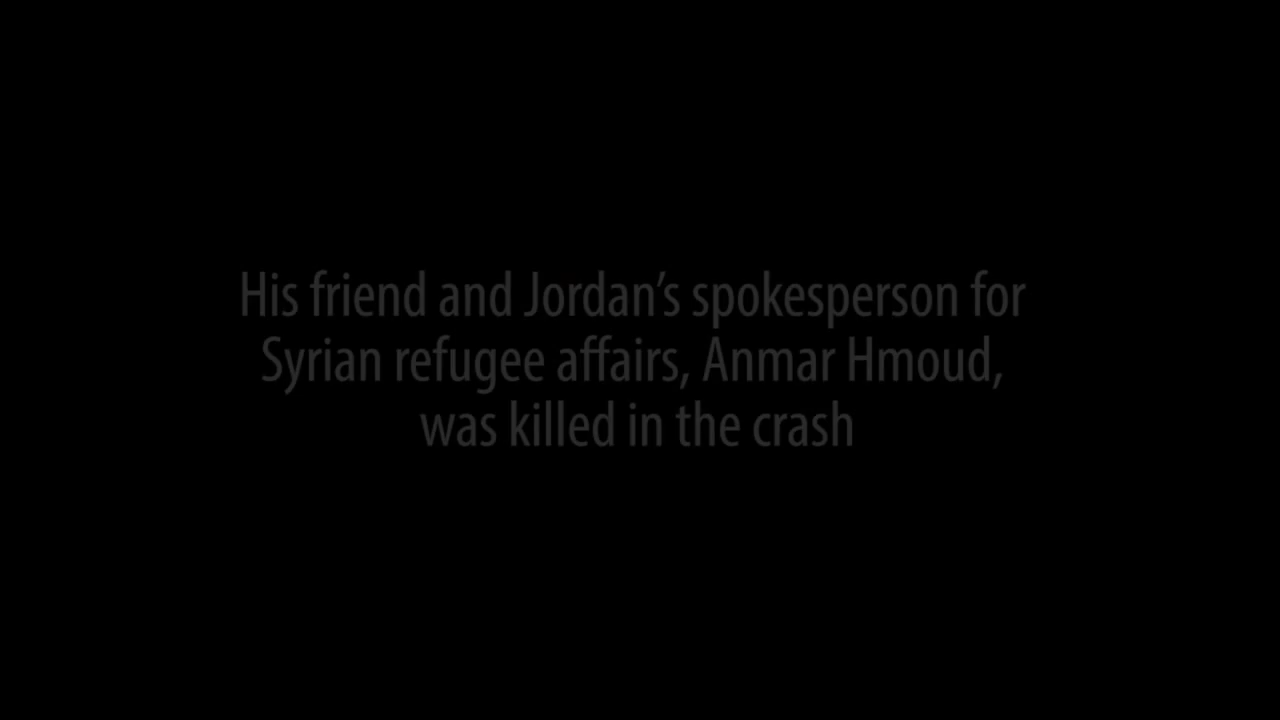 His friend and Jordan’s spokesperson for
Syrian refugee affairs, Anmar Hmoud,
was killed in the crash